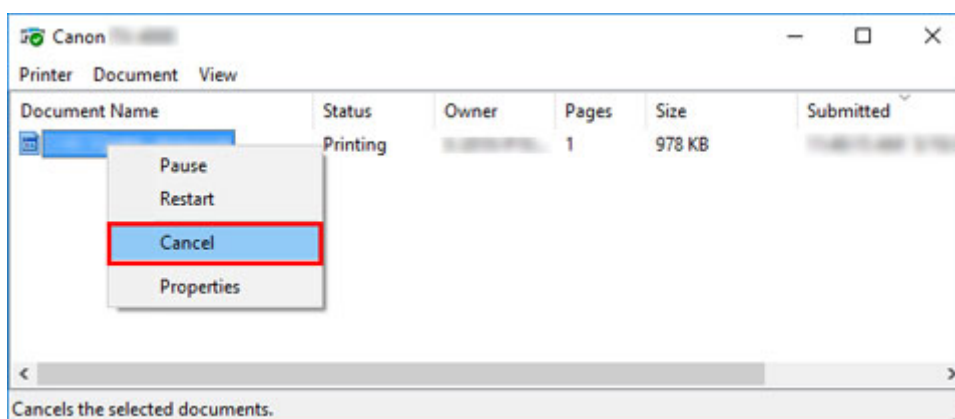 Canon
Printer Document View
Document Name Status Owner Pages Size Submitted
Printing 1 978 KB
Pause
Restart
Cancel
Properties
Cancels the selected documents.